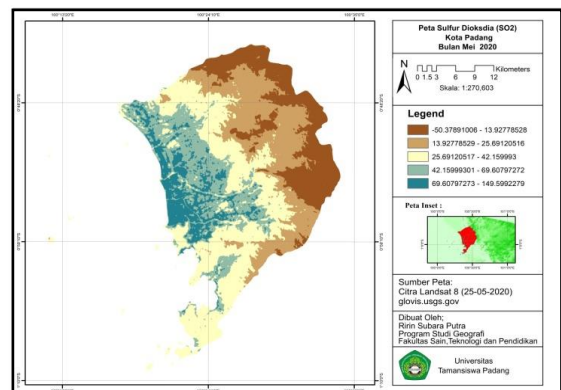 Peta Sulfur Dioksdia (SO2)
Kota Padang
Bulan Mei 2020
N
Kilometers
0 1.5 3 6 9 12
Skala: 1:270,603
Legend
-50.37891006 - 13.92778528
13.92778529 - 25.69120516
25.69120517 - 42.159993
42.15999301 - 69.60797272
69.60797273 - 149.5992279
Peta Inset :
Sumber Peta:
Citra Landsat 8 (25-05-2020)
glovis.usgs.gov
Dibuat Oleh;
Ririn Subara Putra
Program Studi Geografi
Fakultas Sain,Teknologi dan Pendidikan
Universitas
Tamansiswa Padang